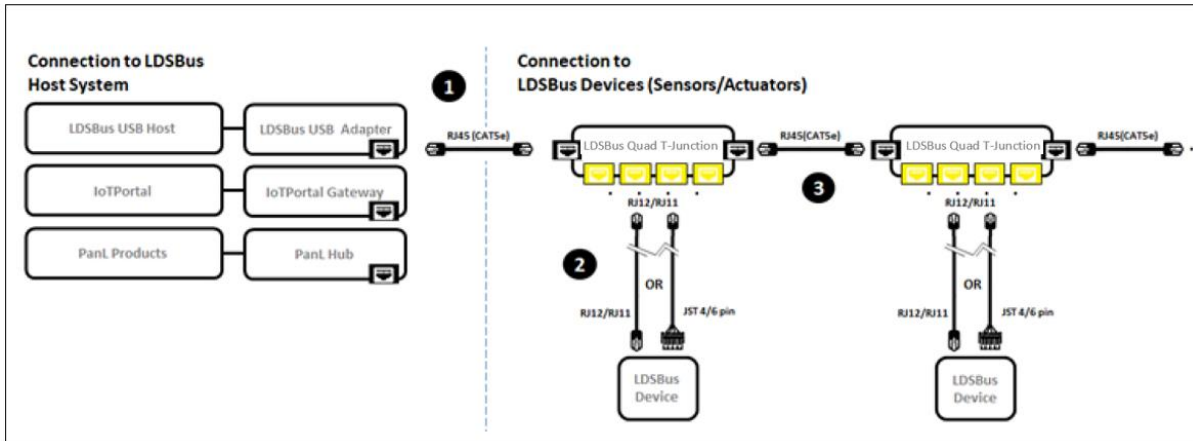 Connection to LDSBus
Host System
LDSBus USB Host
LDSBus USB Adapter
IoTPortal
IoTPortal Gateway
PanL Products
PanL Hub
1
RJ45 (CAT5e)
Connection to
LDSBus Devices (Sensors/Actuators)
LDSBus Quad T-Junction
RJ45(CAT5e)
LDSBus Quad T-Junction
RJ45(CAT5e)
3
RJ12/RJ11
RJ12/RJ11
2
OR
OR
RJ12/RJ11
JST 4/6 pin
RJ12/RJ11
JST 4/6 pin
LDSBus
Device
LDSBus
Device